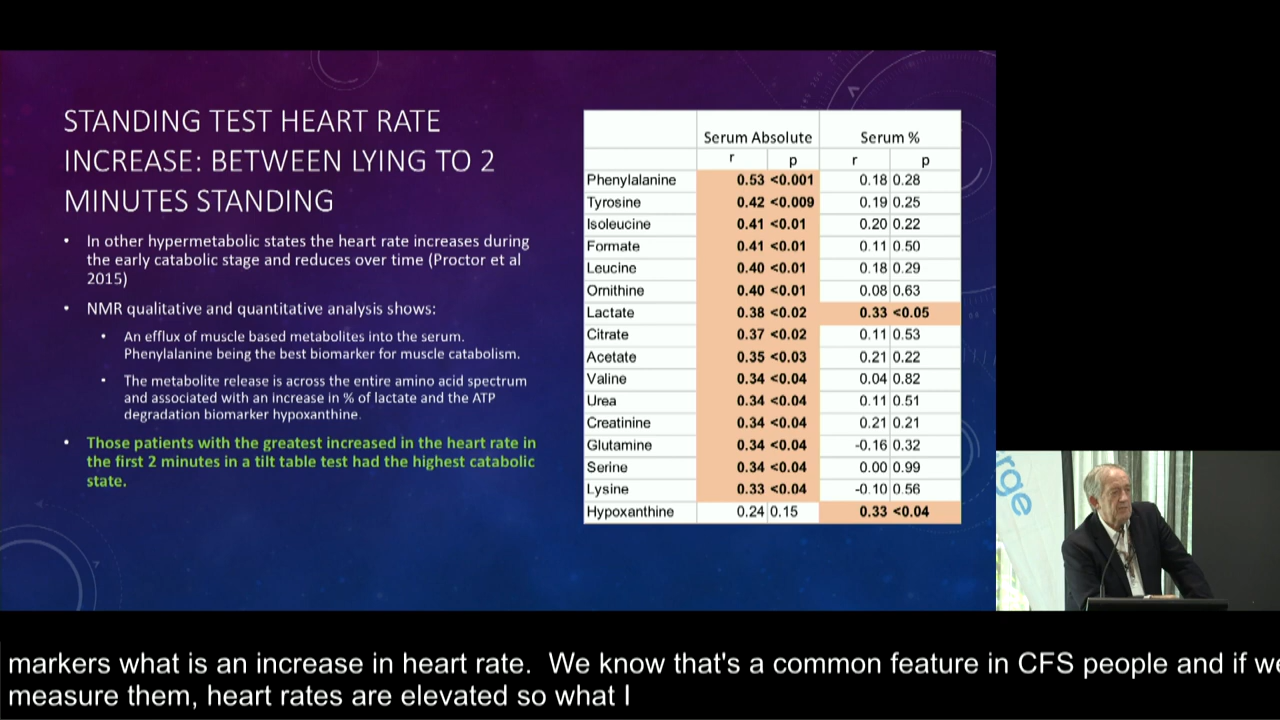 STANDING TEST HEART RATE
INCREASE: BETWEEN LYING TO 2
MINUTES STANDING
• In other hypermetabolic states the heart rate increases during
the early catabolic stage and reduces over time (Proctor et al
2015)
• NMR qualitative and quantitative analysis shows:
• An efflux of muscle based metabolites into the serum.
Phenylalanine being the best biomarker for muscle catabolism.
• The metabolite release is across the entire amino acid spectrum
and associated with an increase in % of lactate and the ATP
degradation biomarker hypoxanthine.
• Those patients with the greatest increased in the heart rate in
the first 2 minutes in a tilt table test had the highest catabolic
state.
Serum Absolute Serum %
r p r p
Phenylalanine 0.53 <0.001 0.18 0.28
Tyrosine 0.42 <0.009 0.19 0.25
Isoleucine 0.41 <0.01 0.20 0.22
Formate 0.41 <0.01 0.11 0.50
Leucine 0.40 <0.01 0.18 0.29
Ornithine 0.40 <0.01 0.08 0.63
Lactate 0.38 <0.02 0.33 <0.05
Citrate 0.37 <0.02 0.11 0.53
Acetate 0.35 <0.03 0.21 0.22
Valine 0.34 <0.04 0.04 0.82
Urea 0.34 <0.04 0.11 0.51
Creatinine 0.34 <0.04 0.21 0.21
Glutamine 0.34 <0.04 -0.16 0.32
Serine 0.34 <0.04 0.00 0.99
Lysine 0.33 <0.04 -0.10 0.56
Hypoxanthine 0.24 0.15 0.33 <0.04
rge
markers what is an increase in heart rate. We know that's a common feature in CFS people and if we
measure them, heart rates are elevated so what I